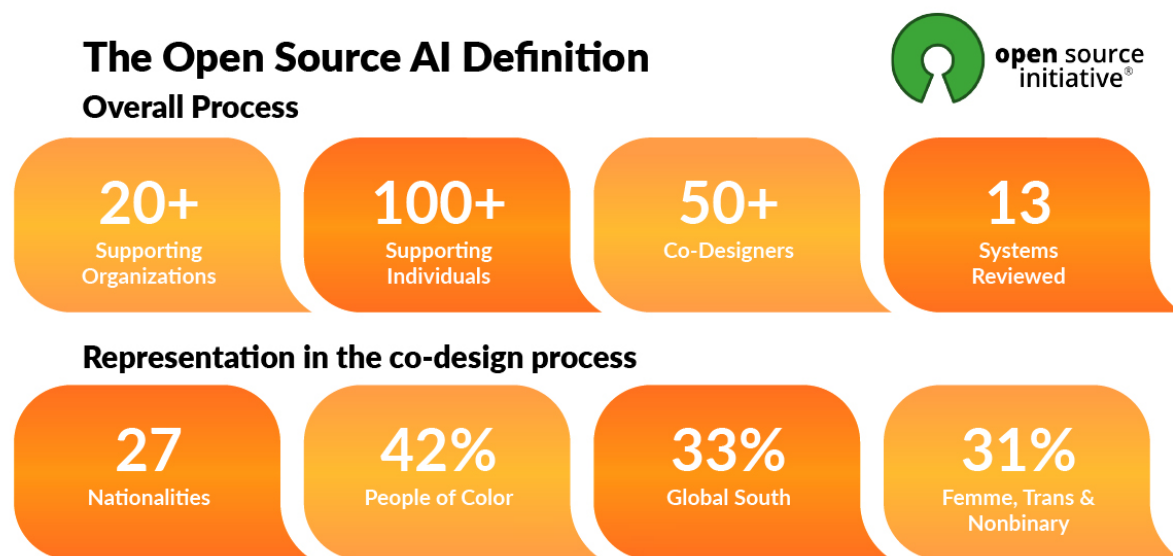 The Open Source AI Definition
open source
initiative®
Overall Process
20+
Supporting
Organizations
100+
Supporting
Individuals
50+
Co-Designers
13
Systems
Reviewed
Representation in the co-design process
27
Nationalities
42%
People of Color
33%
Global South
31%
Femme, Trans &
Nonbinary